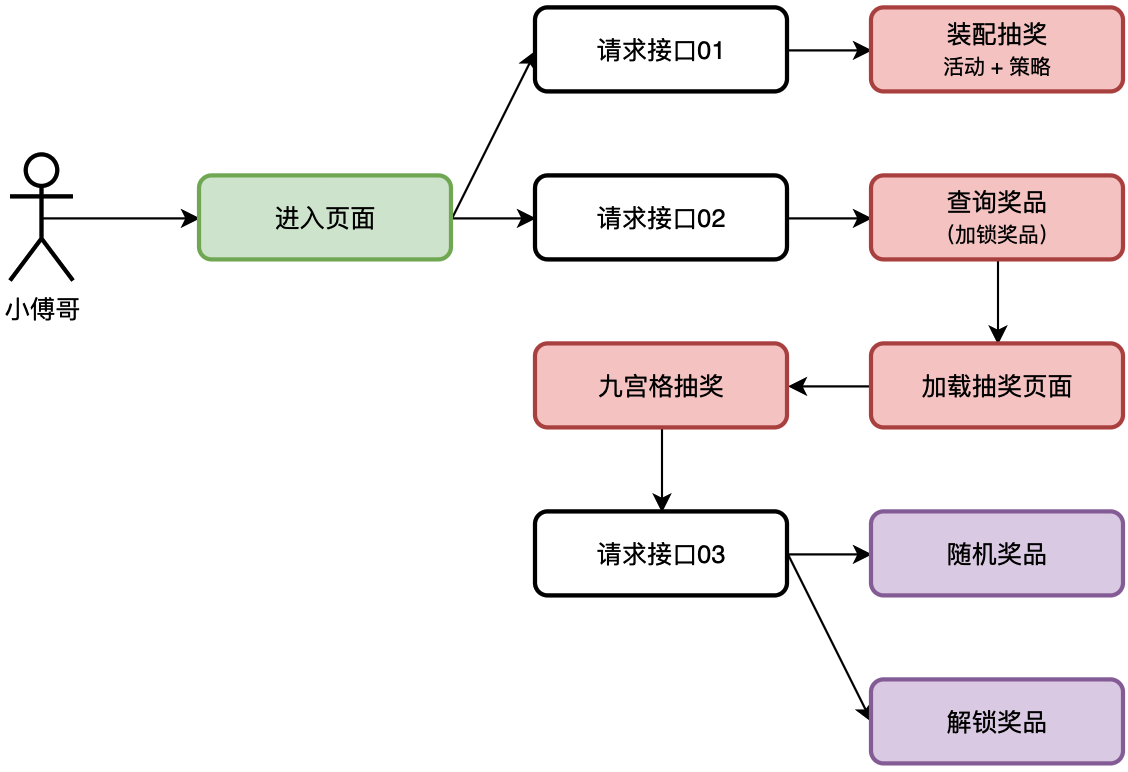 请求接口01
装配抽奖
活动 + 策略
进入页面
请求接口02
查询奖品
(加锁奖品)
小傅哥
九宫格抽奖
加载抽奖页面
请求接口03
随机奖品
解锁奖品